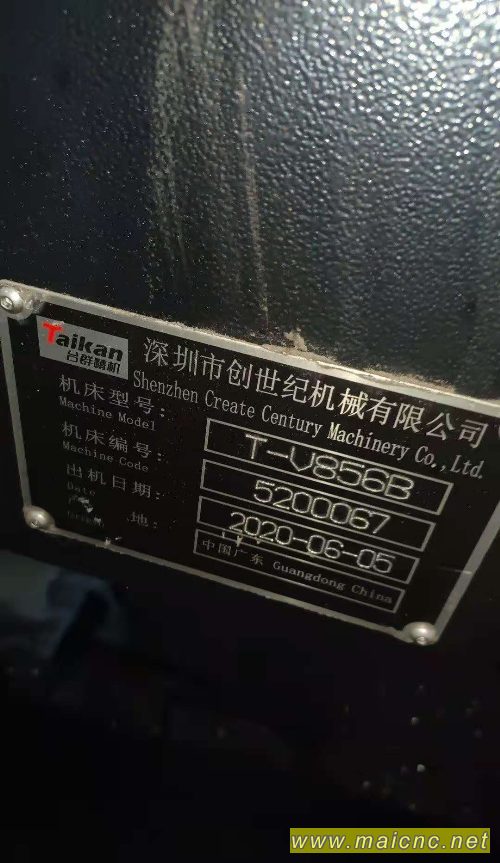 Taikan
台群精机
深圳市创世纪机械有限公司
Shenzhen Create Century Machinery Co.,Ltd.
机床型号: T-V856B
Machine Model
机床编号: 5200067
Machine Code
出机日期: 2020-06-05
Date
地: 中国广东 Guangdong China
www.maicnc.net